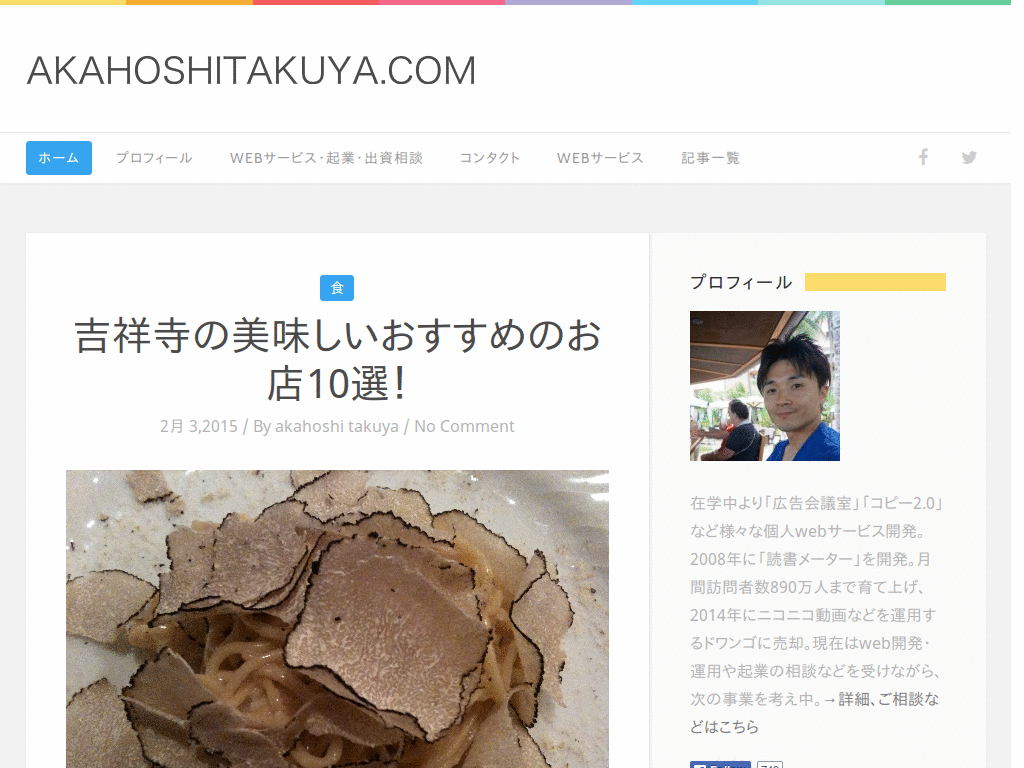 AKAHOSHITAKUYA.COM
ホーム プロフィール WEBサービス·起業·出資相談 コンタクト WEBサービス 記事一覧
食
吉祥寺の美味しいおすすめのお
店10選！
2月 3,2015 / By akahoshi takuya / No Comment
プロフィール
在学中より「広告会議室」「コピー2.0」
など様々な個人webサービス開発。
2008年に「読書メーター」を開発。月
間訪問者数890万人まで育て上げ、
2014年にニコニコ動画などを運用す
るドワンゴに売却。現在はweb開発·
運用や起業の相談などを受けながら、
次の事業を考え中。→詳細、ご相談な
どはこちら